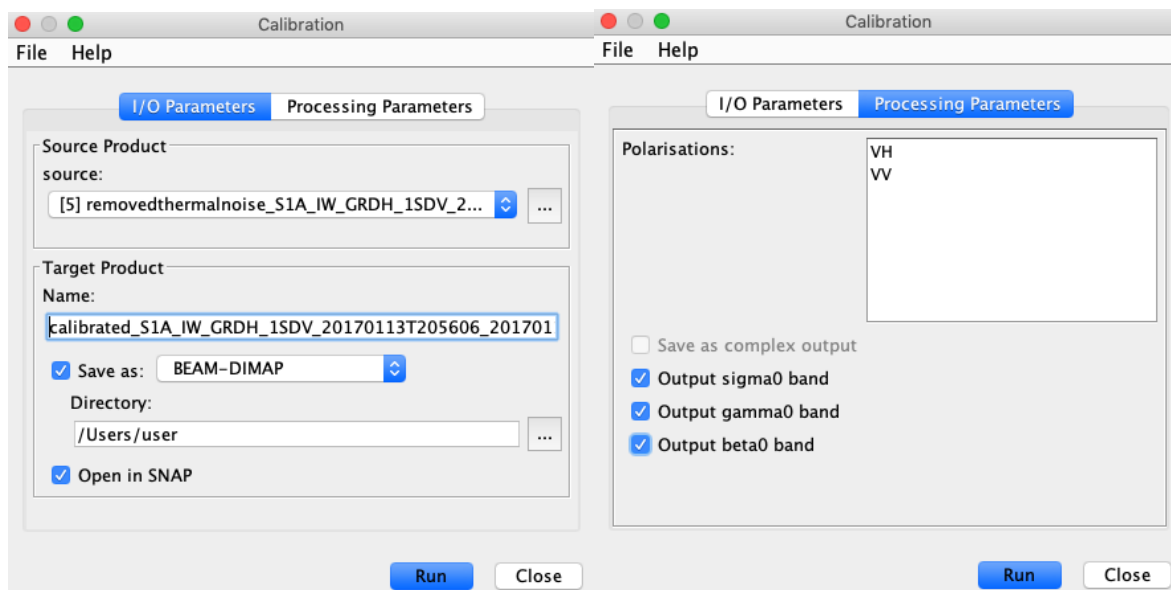 Calibration
File Help
I/O Parameters Processing Parameters
Source Product
source:
[5] removedthermalnoise_S1A_IW_GRDH_1SDV_2...
...
Target Product
Name:
calibrated_S1A_IW_GRDH_1SDV_20170113T205606_201701
Save as: BEAM-DIMAP
Directory:
/Users/user
...
Open in SNAP
Run Close
Calibration
File Help
I/O Parameters Processing Parameters
Polarisations:
VH
VV
Save as complex output
Output sigma0 band
Output gamma0 band
Output beta0 band
Run Close